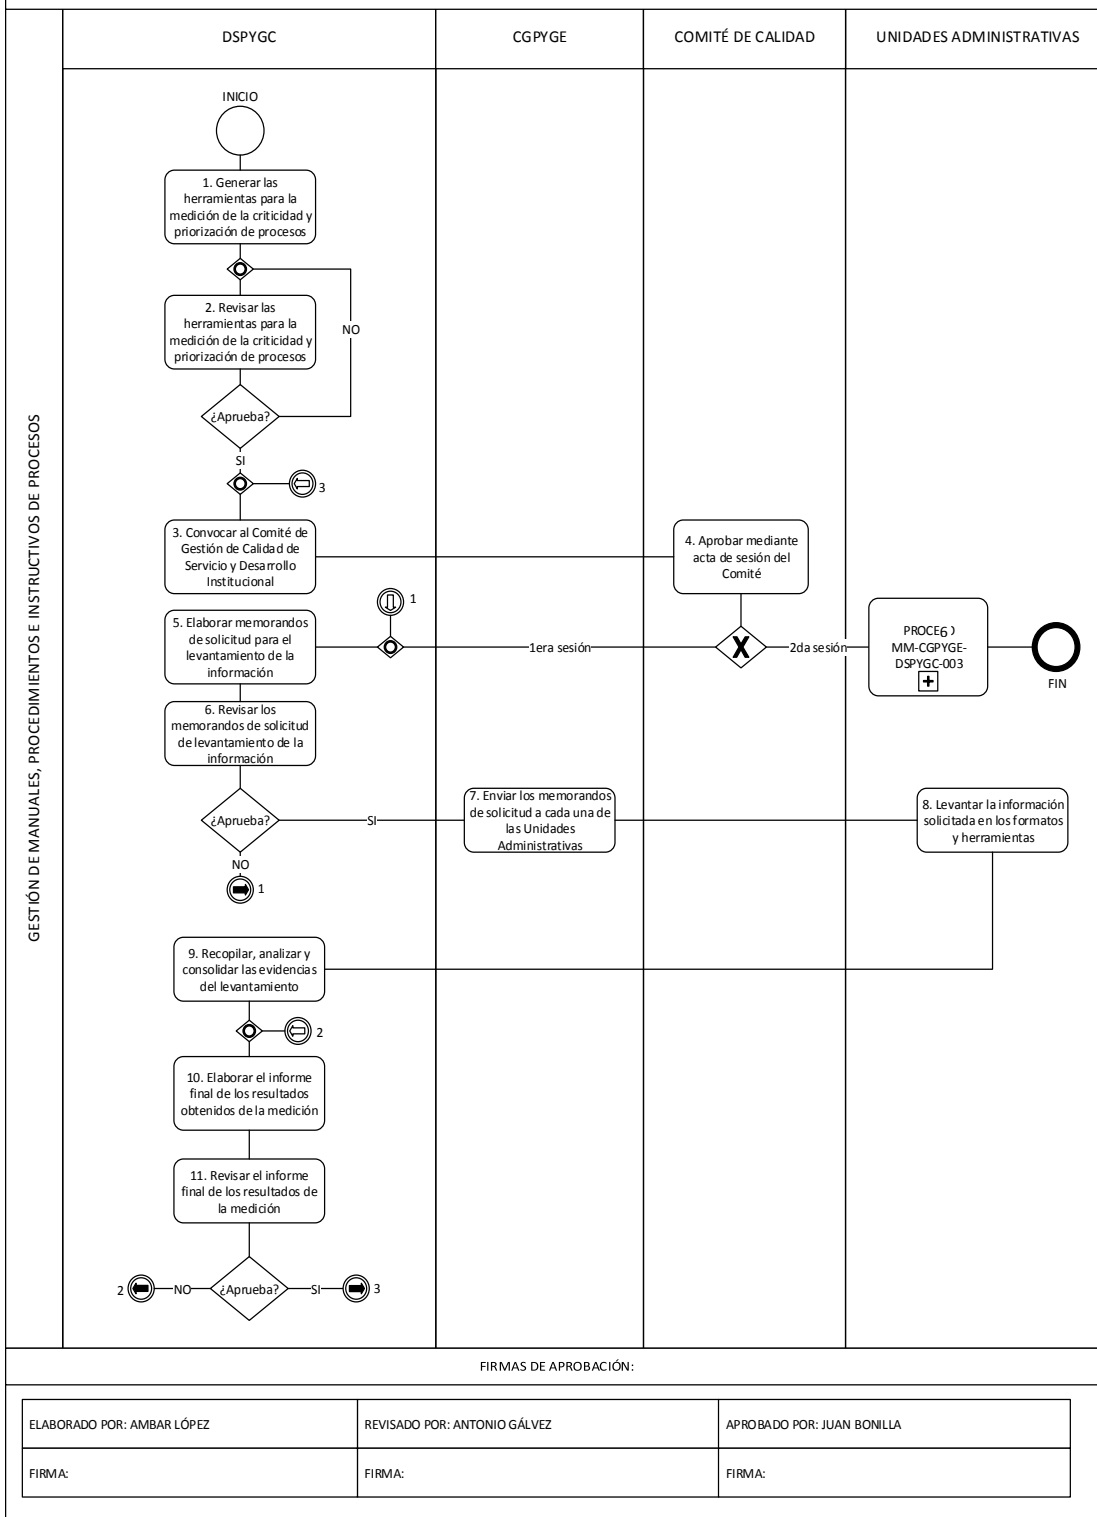 DSPYGC
CGPYGE
COMITÉ DE CALIDAD
UNIDADES ADMINISTRATIVAS
GESTIÓN DE MANUALES, PROCEDIMIENTOS E INSTRUCTIVOS DE PROCESOS
INICIO
1. Generar las
herramientas para la
medición de la criticidad y
priorización de procesos
2. Revisar las
herramientas para la
medición de la criticidad y
priorización de procesos
NO
¿Aprueba?
SI
3
3. Convocar al Comité de
Gestión de Calidad de
Servicio y Desarrollo
Institucional
4. Aprobar mediante
acta de sesión del
Comité
1
5. Elaborar memorandos
de solicitud para el
levantamiento de la
información
1era sesión
X
2da sesión
6
MM-CGPYGE-
DSPYGC-003
FIN
6. Revisar los
memorandos de solicitud
de levantamiento de la
información
¿Aprueba?
SI
7. Enviar los memorandos
de solicitud a cada una de
las Unidades
Administrativas
8. Levantar la información
solicitada en los formatos
y herramientas
NO
1
9. Recopilar, analizar y
consolidar las evidencias
del levantamiento
2
10. Elaborar el informe
final de los resultados
obtenidos de la medición
11. Revisar el informe
final de los resultados de
la medición
2
NO
¿Aprueba?
SI
3
FIRMAS DE APROBACIÓN:
ELABORADO POR: AMBAR LÓPEZ
REVISADO POR: ANTONIO GÁLVEZ
APROBADO POR: JUAN BONILLA
FIRMA:
FIRMA:
FIRMA: